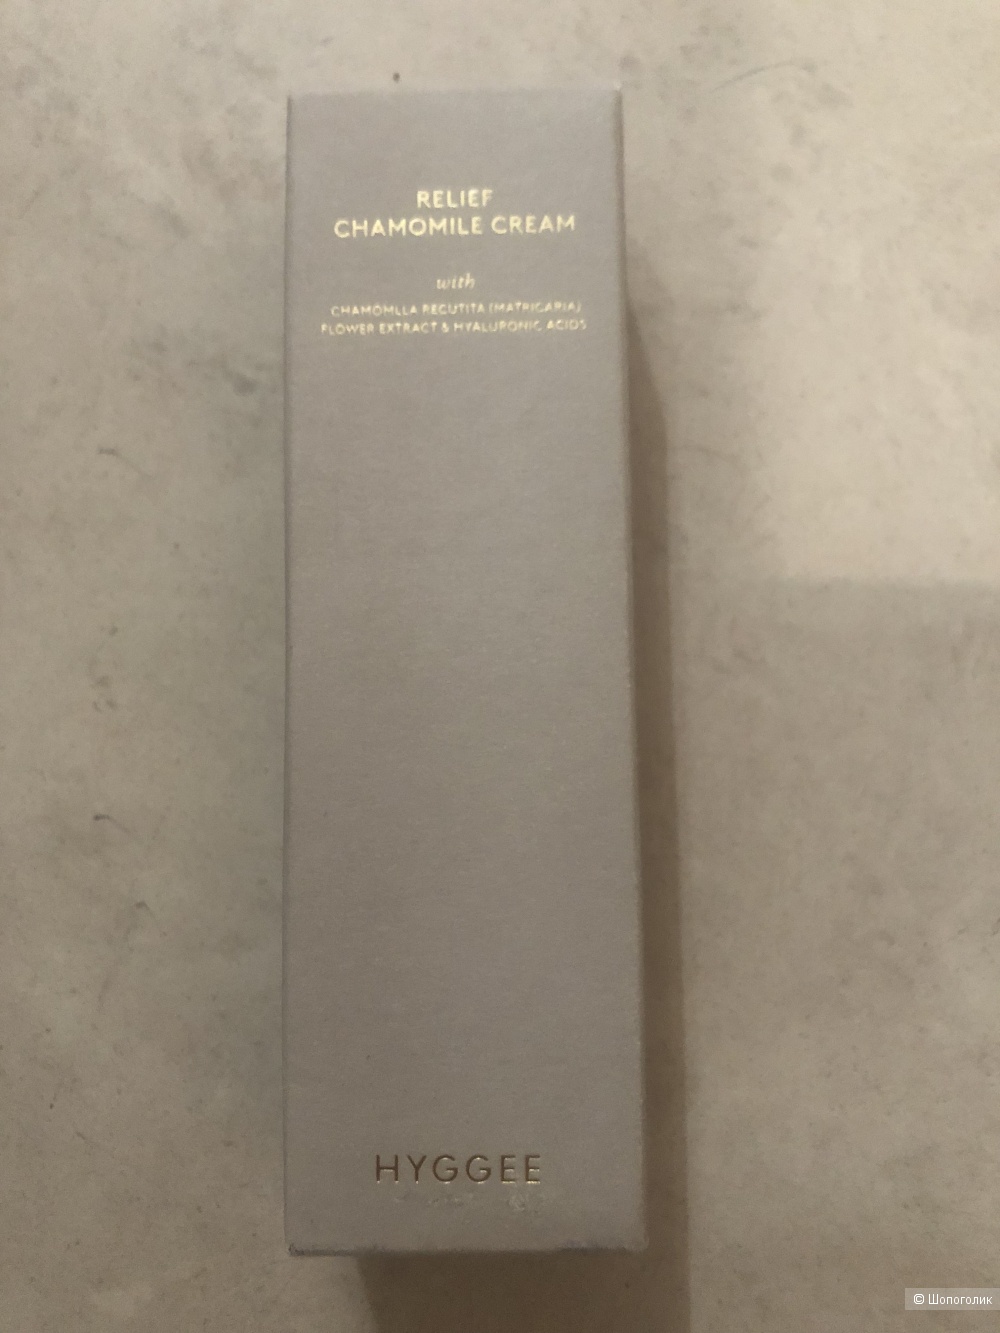 RELIEF
CHAMOMILE CREAM
with
CHAMOMLLA RECUTITA (MATRICARIA)
FLOWER EXTRACT & HYALURONIC ACIDS
HYGGEE
© Шопоголик